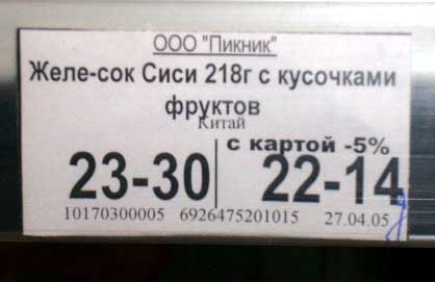 ООО "Пикник"
Желе-сок Сиси 218г с кусочками
фруктов
Китай
с картой -5%
23-30 22-14
10170300005 6926475201015 27.04.05